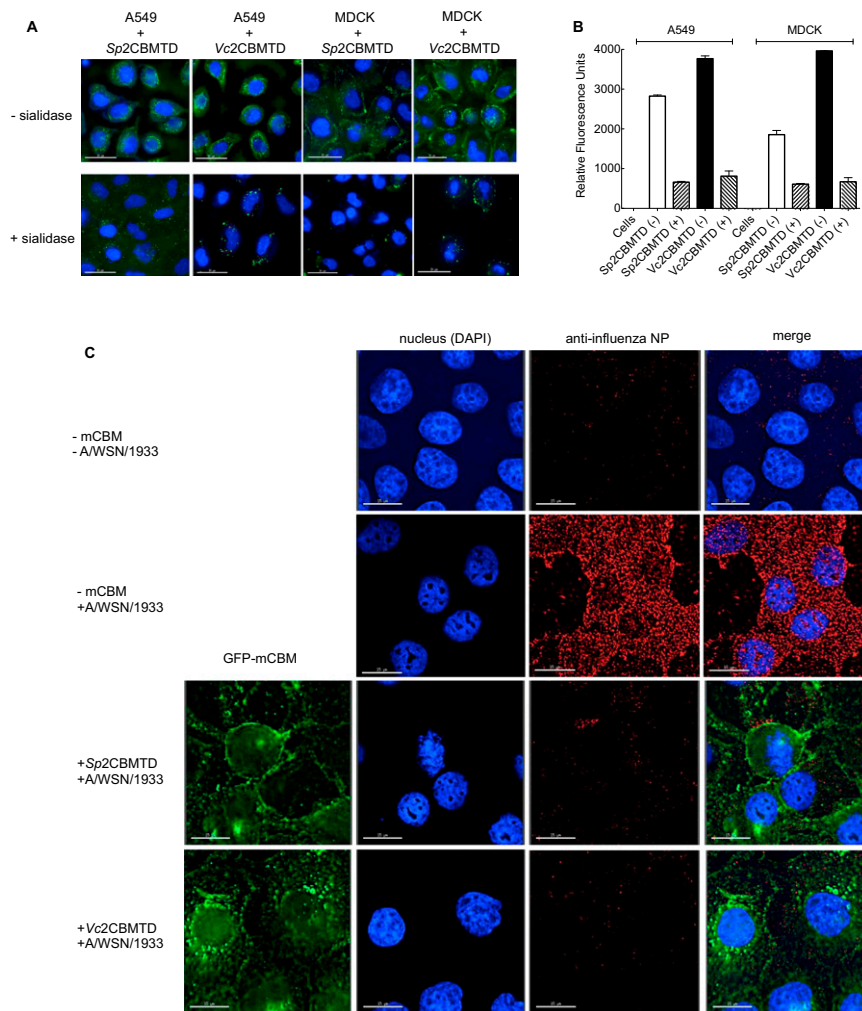 A
A549
+
Sp2CBMTD
A549
+
Vc2CBMTD
MDCK
+
Sp2CBMTD
MDCK
+
Vc2CBMTD
- sialidase
+ sialidase
B
A549
MDCK
Relative Fluorescence Units
4000
3000
2000
1000
0
Cells
Sp2CBMTD (-)
Sp2CBMTD (+)
Vc2CBMTD (-)
Vc2CBMTD (+)
Cells
Sp2CBMTD (-)
Sp2CBMTD (+)
Vc2CBMTD (-)
Vc2CBMTD (+)
C
nucleus (DAPI)
anti-influenza NP
merge
- mCBM
- A/WSN/1933
- mCBM
+A/WSN/1933
GFP-mCBM
+Sp2CBMTD
+A/WSN/1933
+Vc2CBMTD
+A/WSN/1933